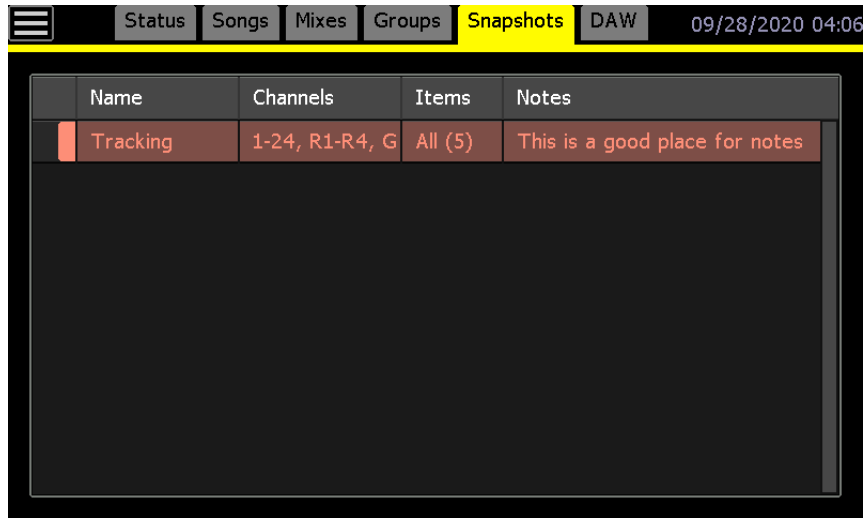 Status Songs Mixes Groups Snapshots DAW 09/28/2020 04:06
Name Channels Items Notes
Tracking 1-24, R1-R4, G All (5) This is a good place for notes